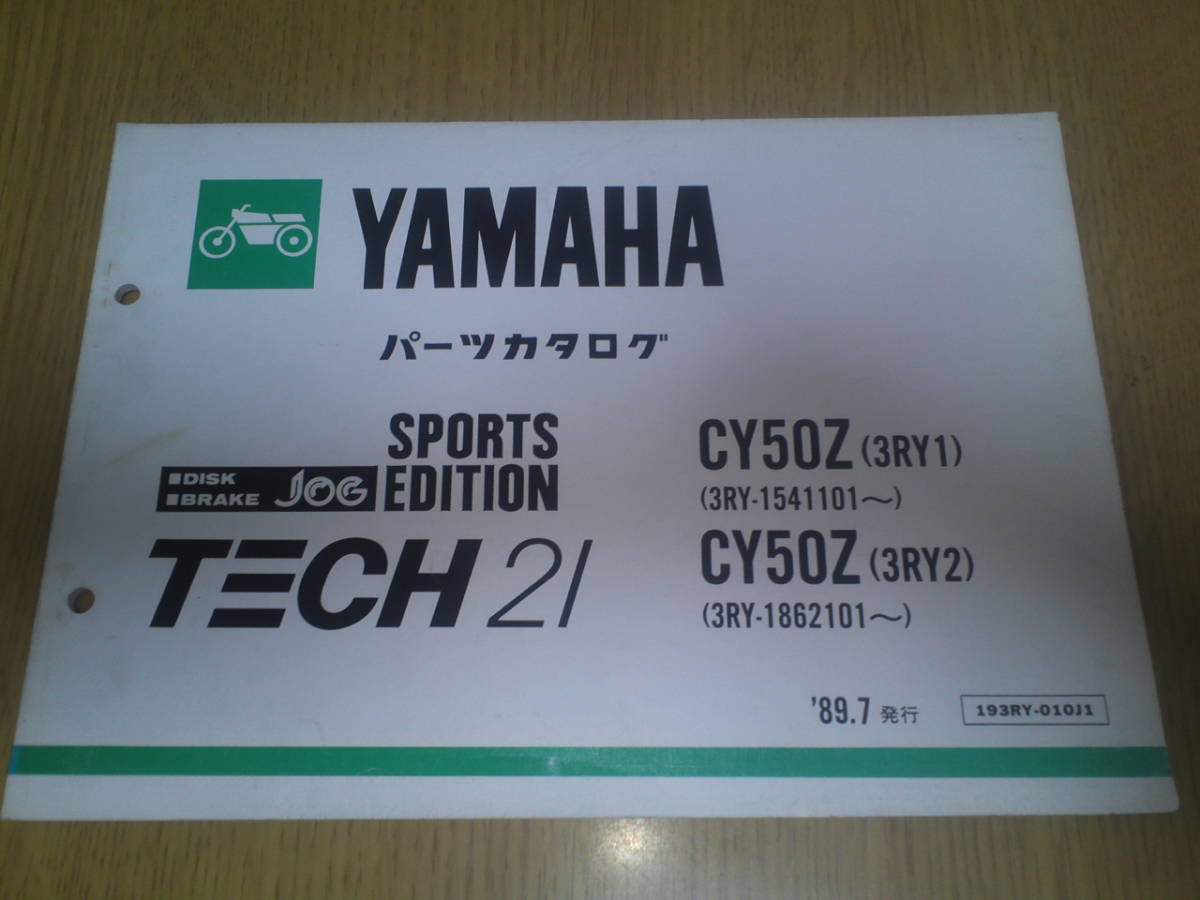 YAMAHA
パーツカタログ
■DISK
■BRAKE JOG
SPORTS
EDITION
TECH 21
CY50Z (3RY1)
(3RY-1541101〜)
CY50Z (3RY2)
(3RY-1862101〜)
'89.7 発行
193RY-010J1